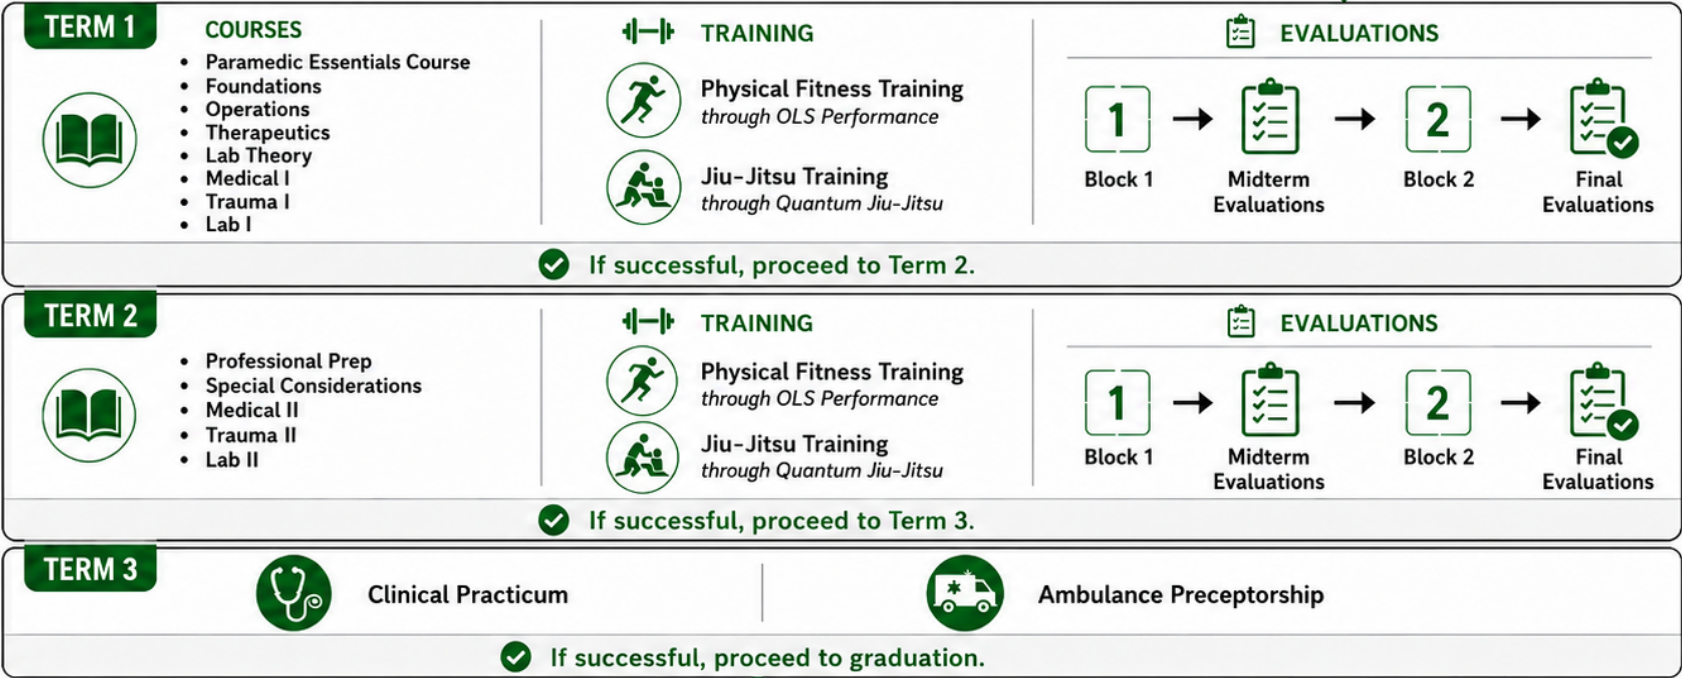 TERM 1
COURSES
• Paramedic Essentials Course
• Foundations
• Operations
• Therapeutics
• Lab Theory
• Medical I
• Trauma I
• Lab I
TRAINING
Physical Fitness Training
through OLS Performance
Jiu-Jitsu Training
through Quantum Jiu-Jitsu
EVALUATIONS
1
Block 1
Midterm
Evaluations
2
Block 2
Final
Evaluations
If successful, proceed to Term 2.
TERM 2
• Professional Prep
• Special Considerations
• Medical II
• Trauma II
• Lab II
TRAINING
Physical Fitness Training
through OLS Performance
Jiu-Jitsu Training
through Quantum Jiu-Jitsu
EVALUATIONS
1
Block 1
Midterm
Evaluations
2
Block 2
Final
Evaluations
If successful, proceed to Term 3.
TERM 3
Clinical Practicum
Ambulance Preceptorship
If successful, proceed to graduation.